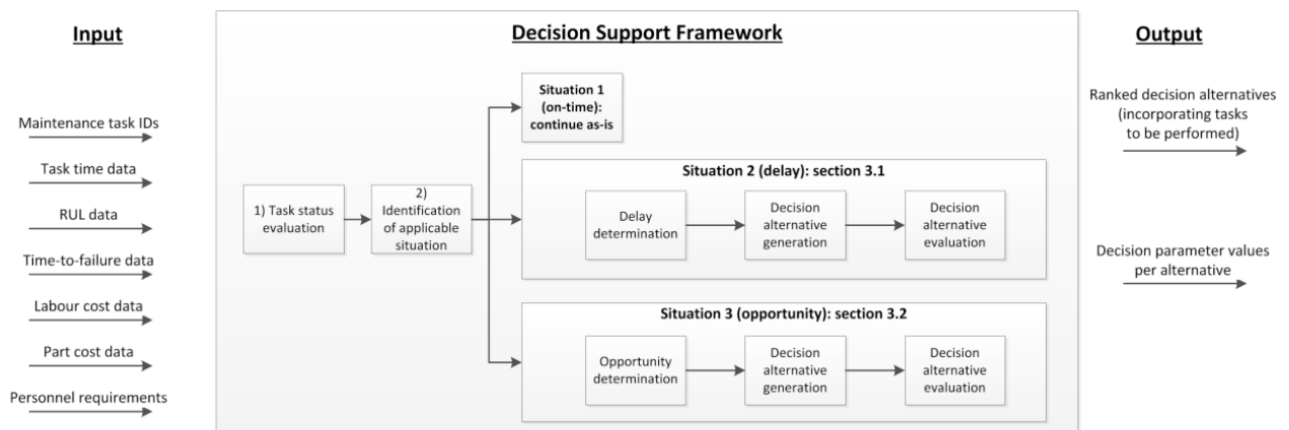 Input
Maintenance task IDs
Task time data
RUL data
Time-to-failure data
Labour cost data
Part cost data
Personnel requirements
Decision Support Framework
1) Task status
evaluation
2)
Identification
of applicable
situation
Situation 1
(on-time):
continue as-is
Situation 2 (delay): section 3.1
Delay
determination
Decision
alternative
generation
Decision
alternative
evaluation
Situation 3 (opportunity): section 3.2
Opportunity
determination
Decision
alternative
generation
Decision
alternative
evaluation
Output
Ranked decision alternatives
(incorporating tasks
to be performed)
Decision parameter values
per alternative